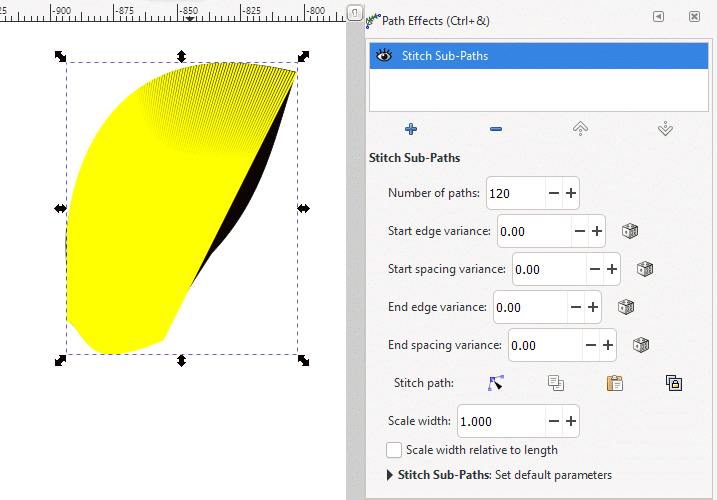 -925 -900 -875 -850 -825 -800
Path Effects (Ctrl+&)
Stitch Sub-Paths
Stitch Sub-Paths
Number of paths: 120
Start edge variance: 0.00
Start spacing variance: 0.00
End edge variance: 0.00
End spacing variance: 0.00
Stitch path:
Scale width: 1.000
Scale width relative to length
Stitch Sub-Paths: Set default parameters